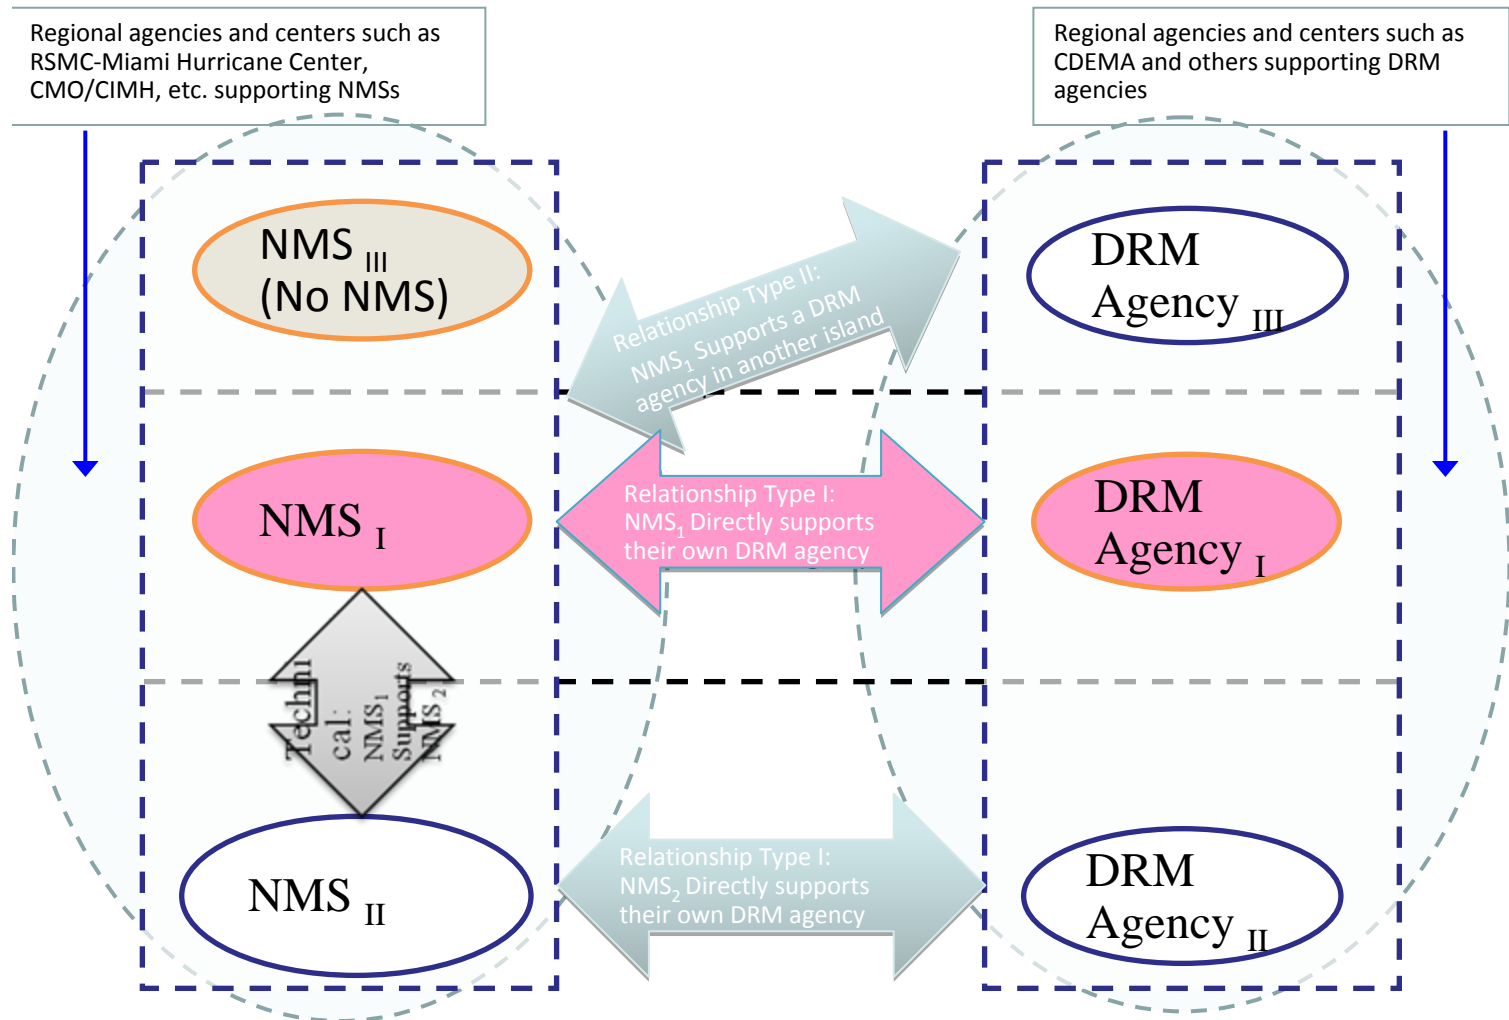 Regional agencies and centers such as
RSMC-Miami Hurricane Center,
CMO/CIMH, etc. supporting NMSs
Regional agencies and centers such as
CDEMA and others supporting DRM
agencies
NMS III
(No NMS)
Relationship Type II:
NMS1 Supports a DRM
agency in another island
DRM
Agency III
NMS I
Relationship Type I:
NMS1 Directly supports
their own DRM agency
DRM
Agency I
Techni
cal:
NMS1
Supports
NMS2
NMS II
Relationship Type I:
NMS2 Directly supports
their own DRM agency
DRM
Agency II